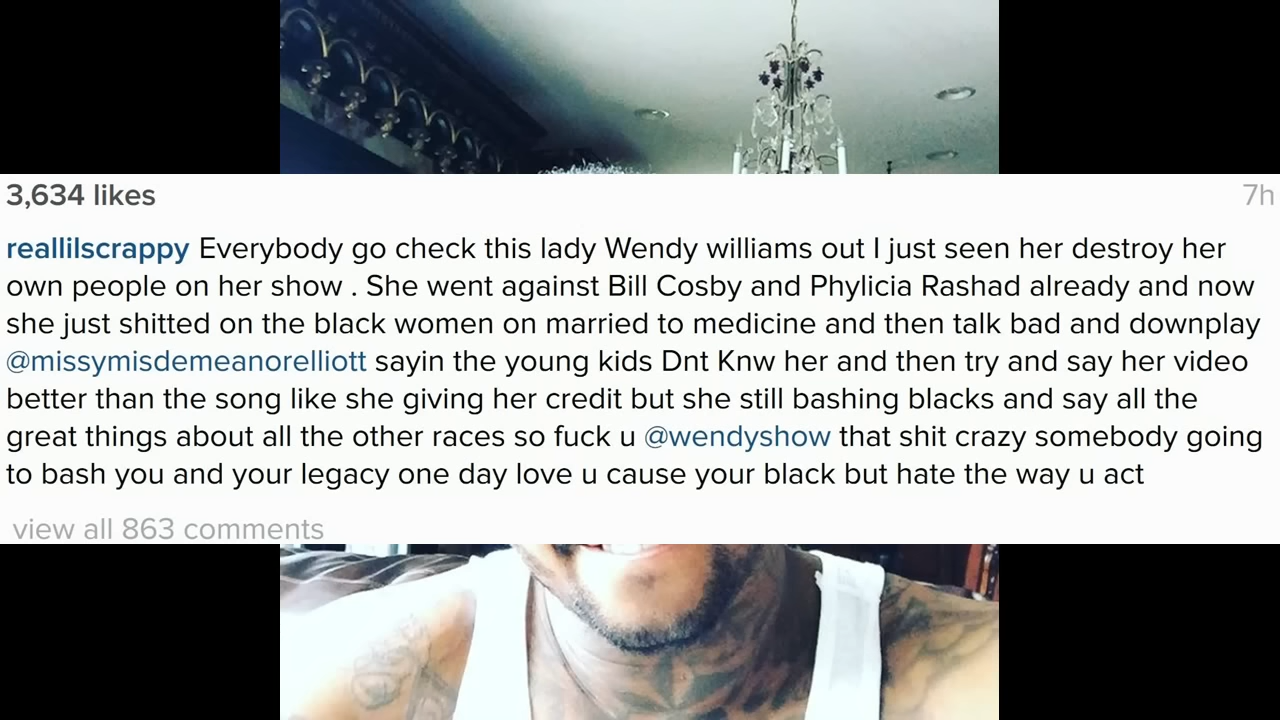 3,634 likes 7h
reallilscrappy Everybody go check this lady Wendy williams out I just seen her destroy her
own people on her show . She went against Bill Cosby and Phylicia Rashad already and now
she just shitted on the black women on married to medicine and then talk bad and downplay
@missymisdemeanorelliott sayin the young kids Dnt Knw her and then try and say her video
better than the song like she giving her credit but she still bashing blacks and say all the
great things about all the other races so fuck u @wendyshow that shit crazy somebody going
to bash you and your legacy one day love u cause your black but hate the way u act
view all 863 comments